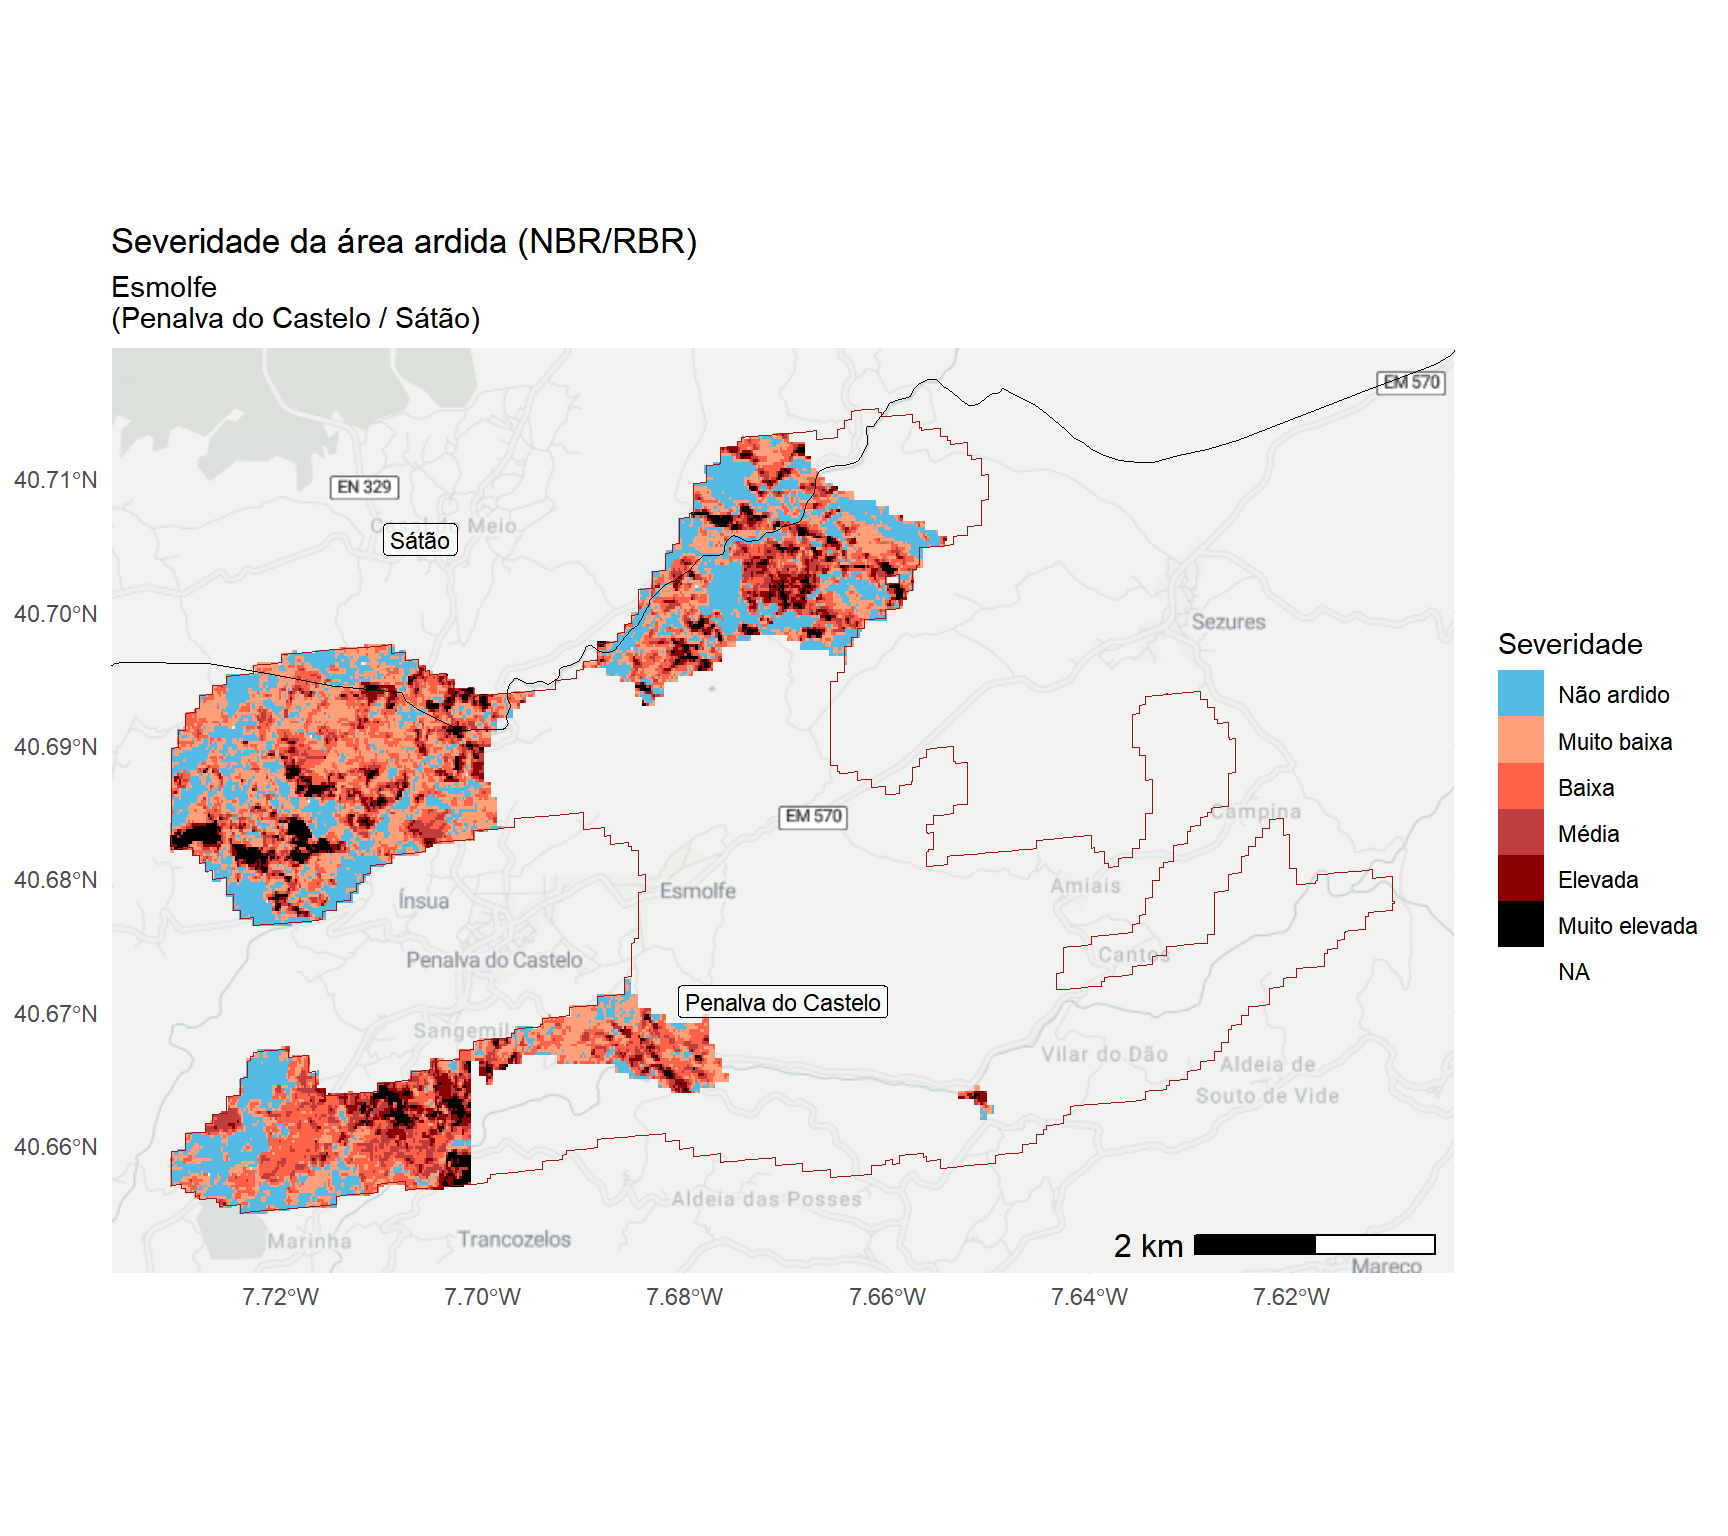 Severidade da área ardida (NBR/RBR)
Esmolfe
(Penalva do Castelo / Sátão)
EM 570
40.71°N
EN 329
Casal do Meio
Sátão
40.70°N
Sezures
Severidade
Não ardido
Muito baixa
40.69°N
Baixa
EM 570
Campina
Média
40.68°N
Ínsua
Esmolfe
Amiais
Elevada
Muito elevada
Penalva do Castelo
Cantos
NA
40.67°N
Penalva do Castelo
Sangemil
Vilar do Dão
Aldeia de
Souto de Vide
40.66°N
Aldeia das Posses
Marinha
Trancozelos
2 km
Mareco
7.72°W
7.70°W
7.68°W
7.66°W
7.64°W
7.62°W